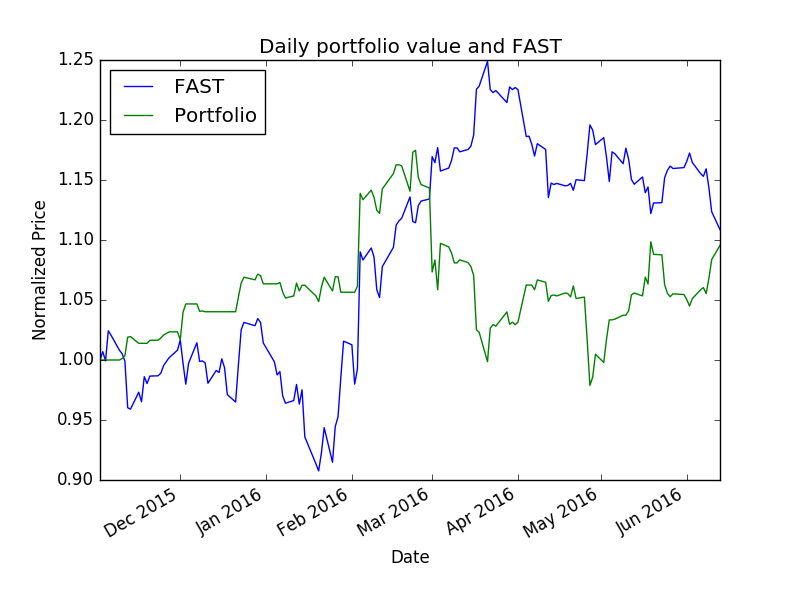 Daily portfolio value and FAST
FAST
Portfolio
1.25
1.20
1.15
1.10
1.05
1.00
0.95
0.90
Normalized Price
Dec 2015
Jan 2016
Feb 2016
Mar 2016
Apr 2016
May 2016
Jun 2016
Date